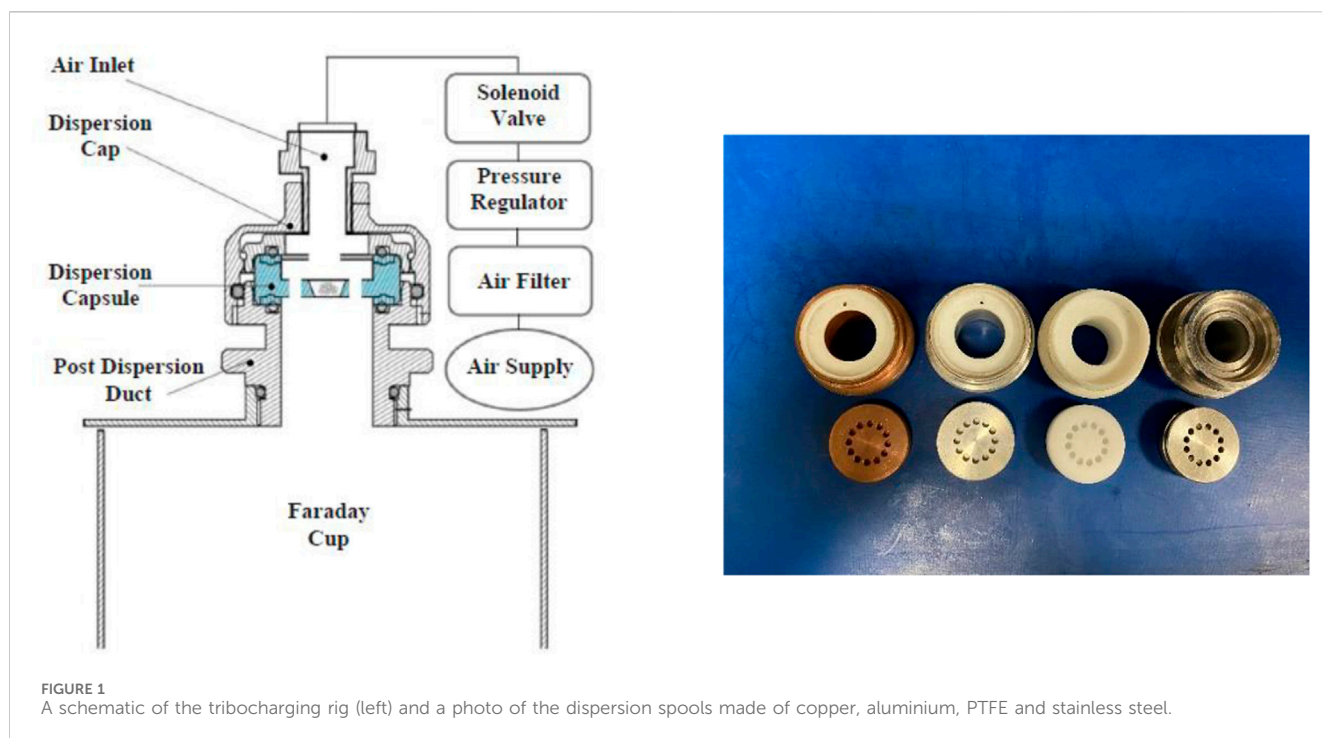 Air Inlet
Dispersion
Cap
Dispersion
Capsule
Post Dispersion
Duct
Solenoid
Valve
Pressure
Regulator
Air Filter
Air Supply
Faraday
Cup
FIGURE 1
A schematic of the tribocharging rig (left) and a photo of the dispersion spools made of copper, aluminium, PTFE and stainless steel.